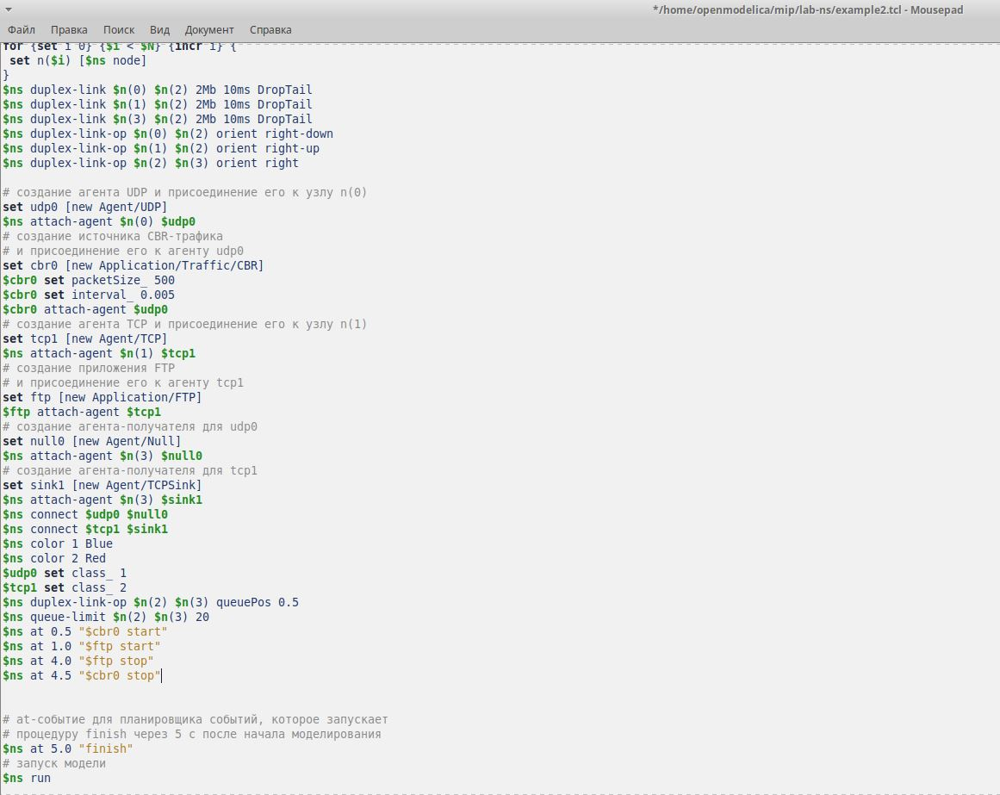 */home/openmodelica/mip/lab-ns/example2.tcl - Mousepad
Файл Правка Поиск Вид Документ Справка
for {set i 0} {$i < $N} {incr i} {
 set n($i) [$ns node]
}
$ns duplex-link $n(0) $n(2) 2Mb 10ms DropTail
$ns duplex-link $n(1) $n(2) 2Mb 10ms DropTail
$ns duplex-link $n(3) $n(2) 2Mb 10ms DropTail
$ns duplex-link-op $n(0) $n(2) orient right-down
$ns duplex-link-op $n(1) $n(2) orient right-up
$ns duplex-link-op $n(2) $n(3) orient right

# создание агента UDP и присоединение его к узлу n(0)
set udp0 [new Agent/UDP]
$ns attach-agent $n(0) $udp0
# создание источника CBR-трафика
# и присоединение его к агенту udp0
set cbr0 [new Application/Traffic/CBR]
$cbr0 set packetSize_ 500
$cbr0 set interval_ 0.005
$cbr0 attach-agent $udp0
# создание агента TCP и присоединение его к узлу n(1)
set tcp1 [new Agent/TCP]
$ns attach-agent $n(1) $tcp1
# создание приложения FTP
# и присоединение его к агенту tcp1
set ftp [new Application/FTP]
$ftp attach-agent $tcp1
# создание агента-получателя для udp0
set null0 [new Agent/Null]
$ns attach-agent $n(3) $null0
# создание агента-получателя для tcp1
set sink1 [new Agent/TCPSink]
$ns attach-agent $n(3) $sink1
$ns connect $udp0 $null0
$ns connect $tcp1 $sink1
$ns color 1 Blue
$ns color 2 Red
$udp0 set class_ 1
$tcp1 set class_ 2
$ns duplex-link-op $n(2) $n(3) queuePos 0.5
$ns queue-limit $n(2) $n(3) 20
$ns at 0.5 "$cbr0 start"
$ns at 1.0 "$ftp start"
$ns at 4.0 "$ftp stop"
$ns at 4.5 "$cbr0 stop"

# at-событие для планировщика событий, которое запускает
# процедуру finish через 5 с после начала моделирования
$ns at 5.0 "finish"
# запуск модели
$ns run